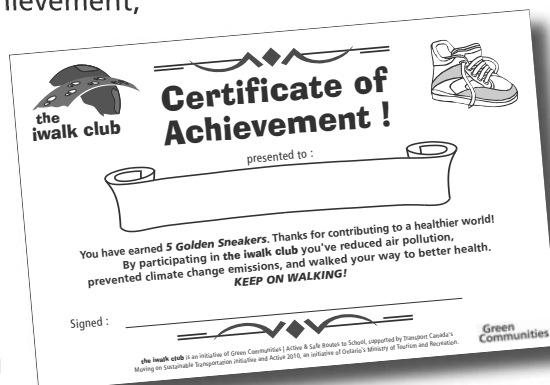 hievement,
the
iwalk club
Certificate of
Achievement !
presented to :
You have earned 5 Golden Sneakers. Thanks for contributing to a healthier world!
By participating in the iwalk club you've reduced air pollution,
prevented climate change emissions, and walked your way to better health.
KEEP ON WALKING!
Signed :
the iwalk club is an initiative of Green Communities | Active & Safe Routes to School, supported by Transport Canada's
Moving on Sustainable Transportation initiative and Active 2010, an initiative of Ontario's Ministry of Tourism and Recreation.
Green
Communities